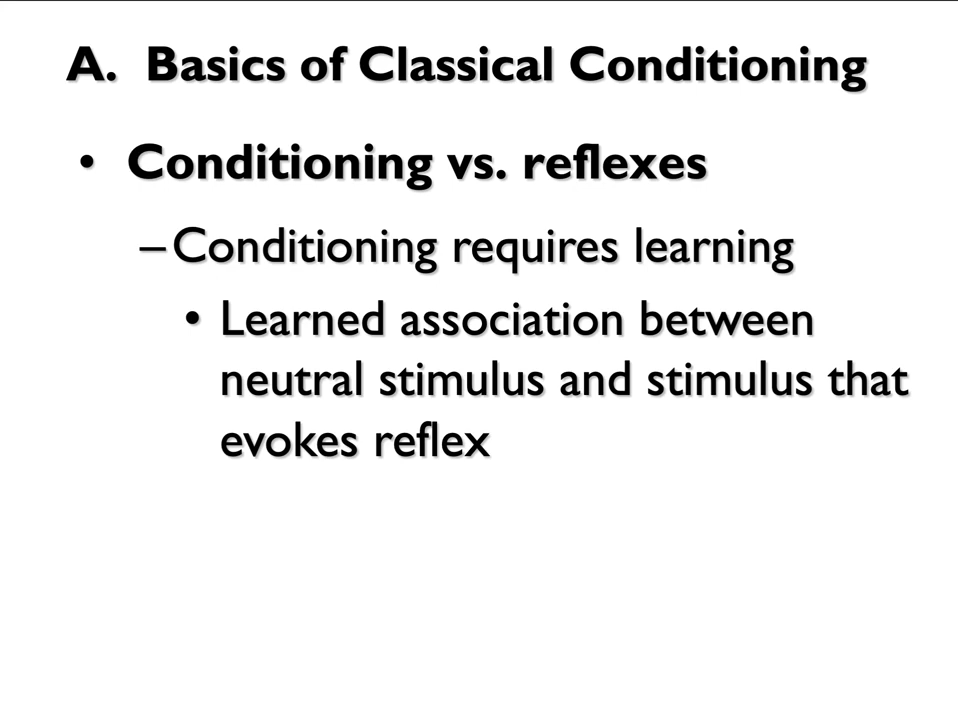 A. Basics of Classical Conditioning
• Conditioning vs. reflexes
– Conditioning requires learning
• Learned association between
neutral stimulus and stimulus that
evokes reflex